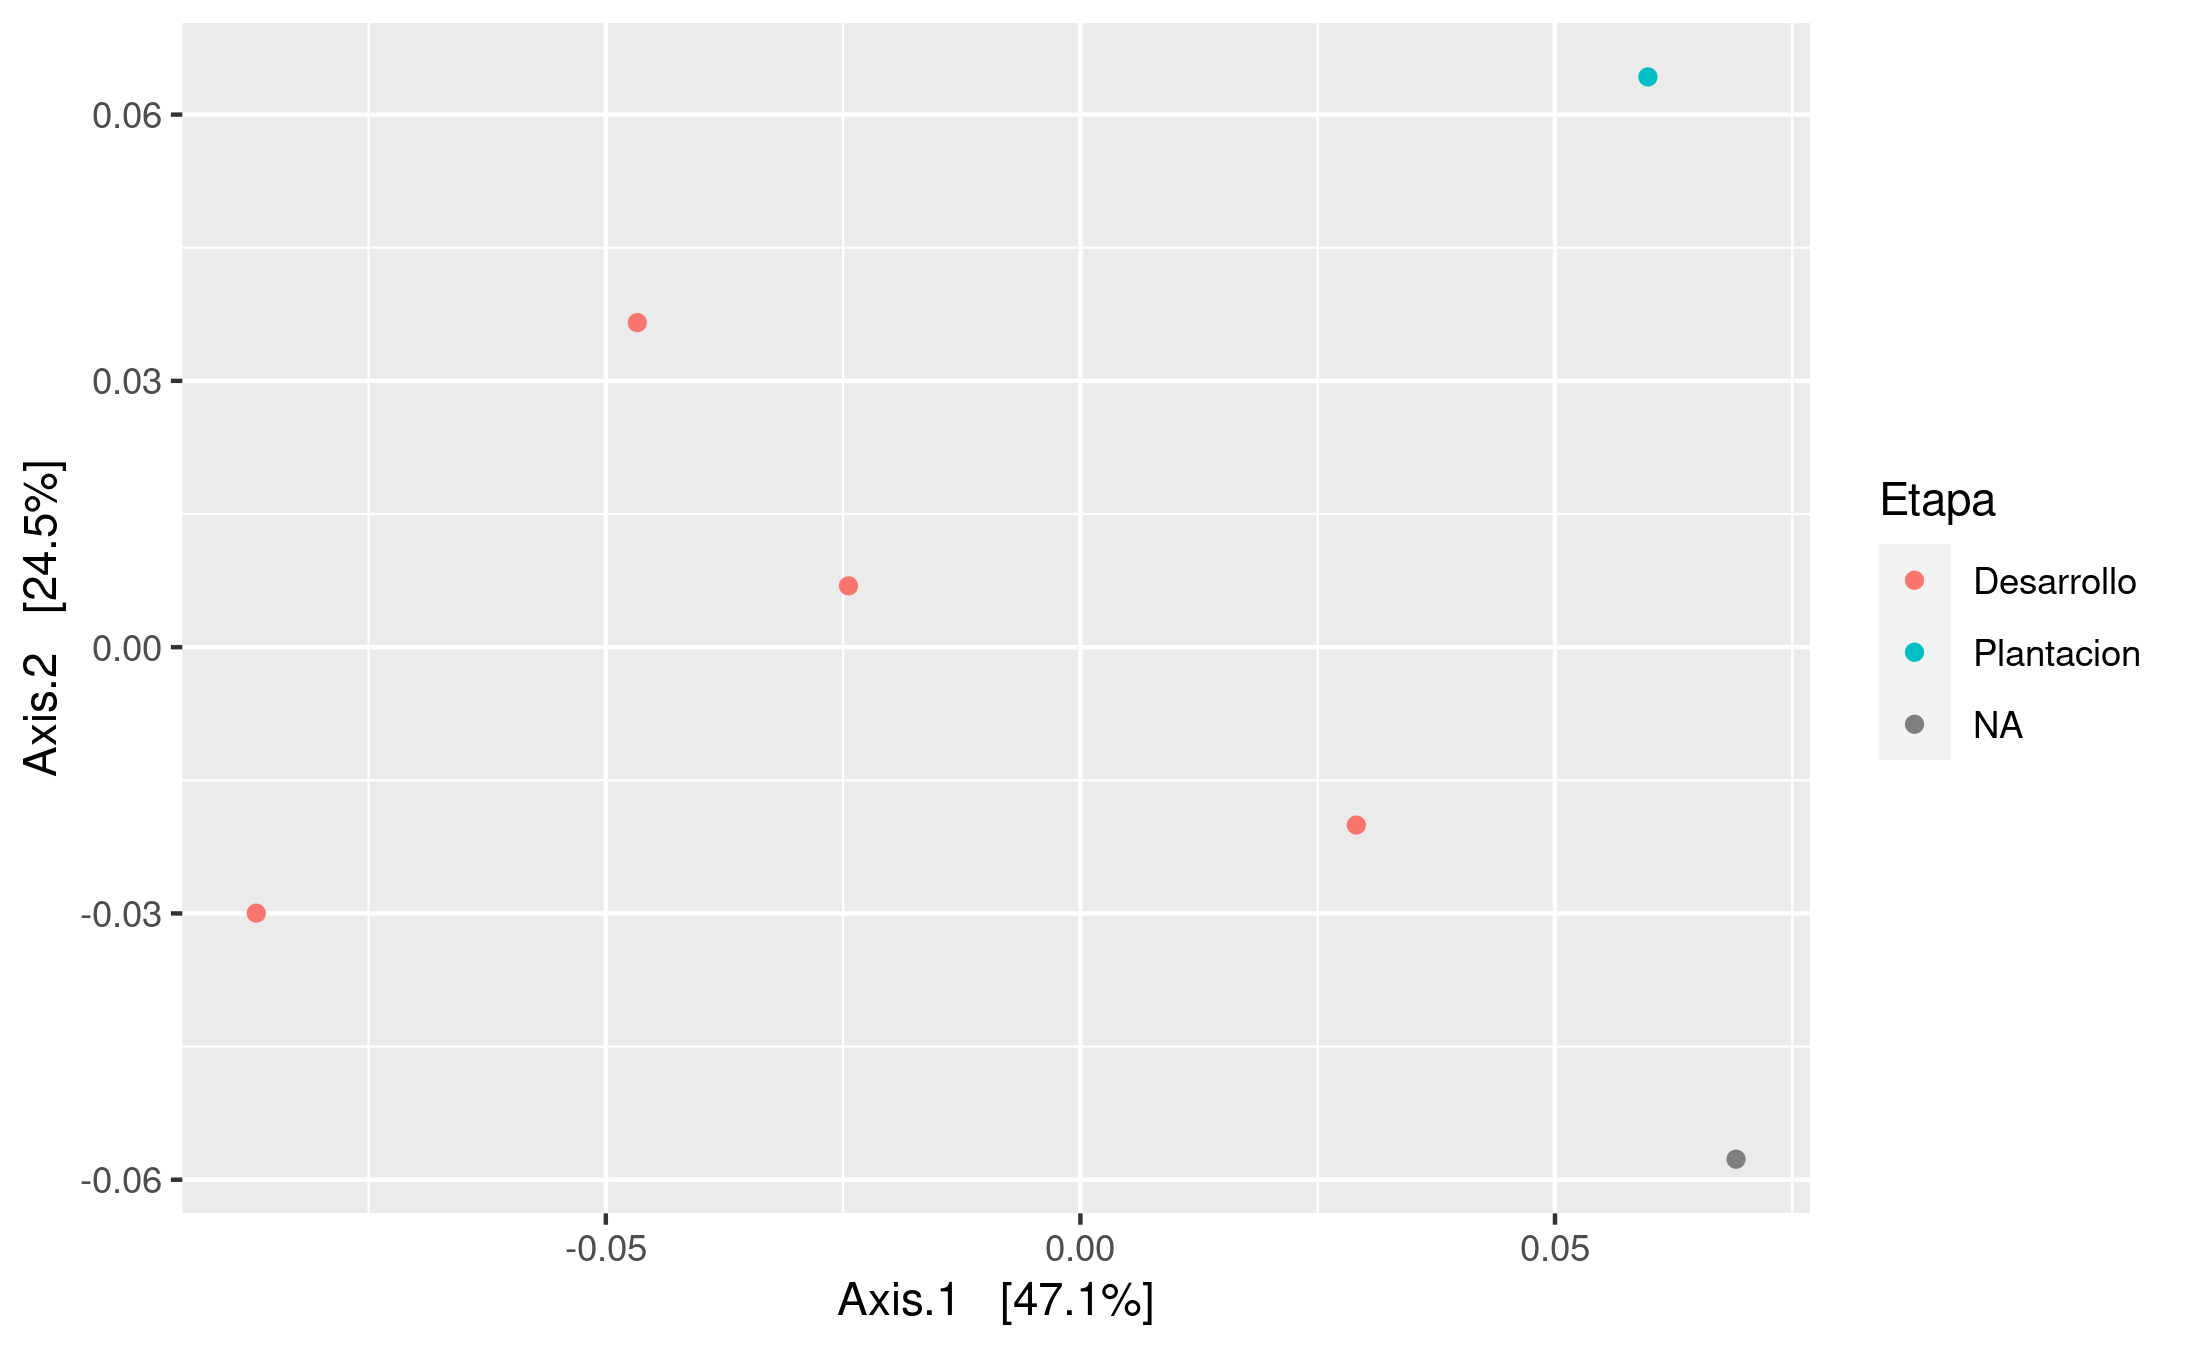 0.06
0.03
0.00
-0.03
-0.06
Axis.2 [24.5%]
-0.05
0.00
0.05
Axis.1 [47.1%]
Etapa
Desarrollo
Plantacion
NA